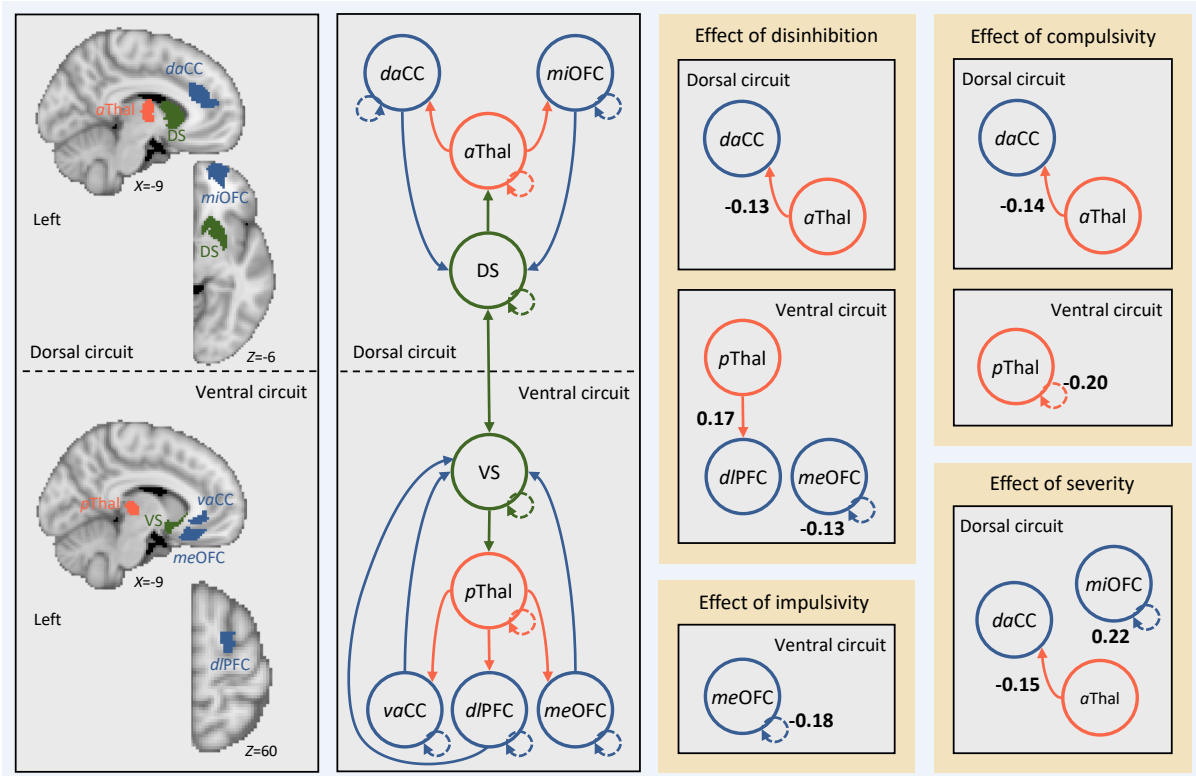 daCC
aThal
DS
X=-9
miOFC
Left
DS
Z=-6
Dorsal circuit
Ventral circuit
pThal
VS
vaCC
meOFC
X=-9
Left
dlPFC
Z=60
daCC
miOFC
aThal
DS
Dorsal circuit
Ventral circuit
VS
pThal
vaCC
dlPFC
meOFC
Effect of disinhibition
Dorsal circuit
daCC
-0.13
aThal
Ventral circuit
pThal
0.17
dlPFC
meOFC
-0.13
Effect of impulsivity
Ventral circuit
meOFC
-0.18
Effect of compulsivity
Dorsal circuit
daCC
-0.14
aThal
Ventral circuit
pThal
-0.20
Effect of severity
Dorsal circuit
miOFC
daCC
0.22
-0.15
aThal